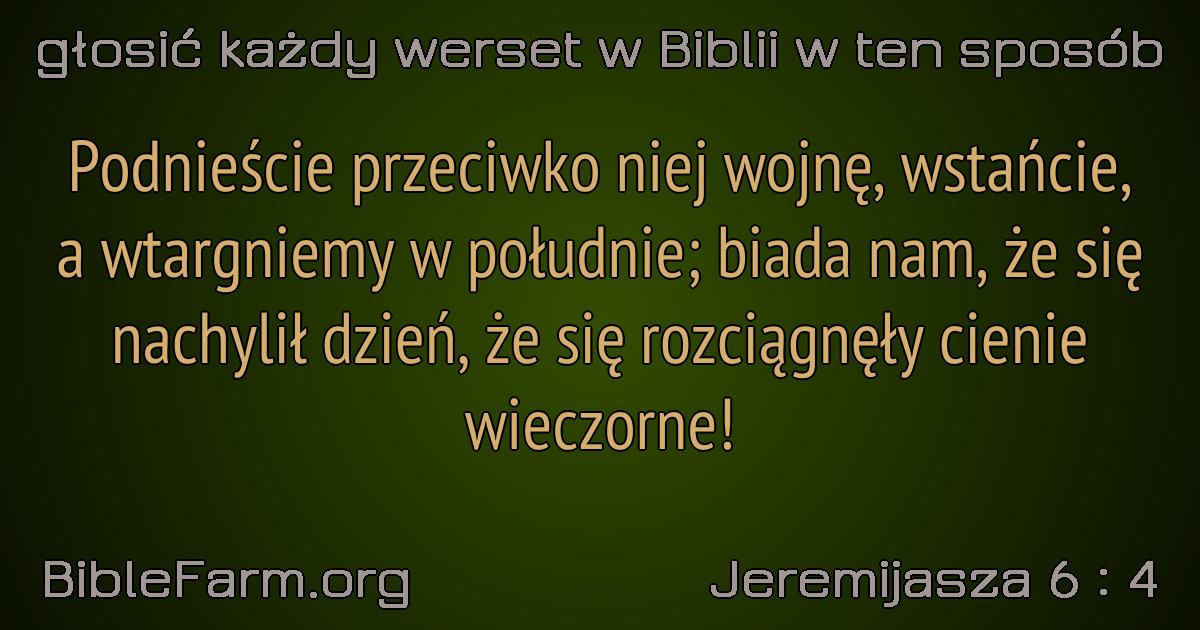 głosić każdy werset w Biblii w ten sposób
Podnieście przeciwko niej wojnę, wstańcie,
a wtargniemy w południe; biada nam, że się
nachylił dzień, że się rozciągnęły cienie
wieczorne!
BibleFarm.org
Jeremijasza 6 : 4